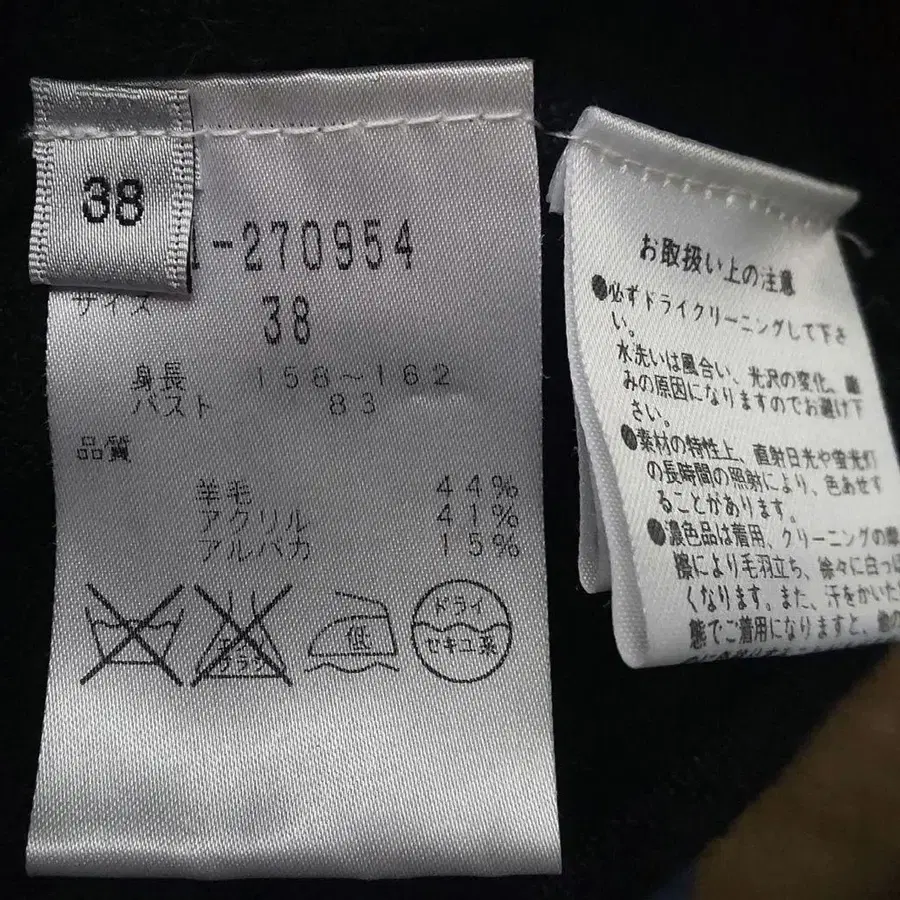 38
-270954
サイズ
38
身長 158~162
バスト 83
品質
羊毛 44%
アクリル 41%
アルパカ 15%
エンソ
サラシ
低
ドライ
セキユ系
お取扱い上の注意
●必ずドライクリーニングして下さ
い。
水洗いは風合い、光沢の変化、縮
みの原因になりますのでお避け下
さい。
●素材の特性上、直射日光や蛍光灯
の長時間の照射により、色あせす
ることがあります。
●濃色品は着用、クリーニングの摩
擦により毛羽立ち、徐々に白っぽ
くなります。また、汗をかいた
態でご着用になりますと、他の